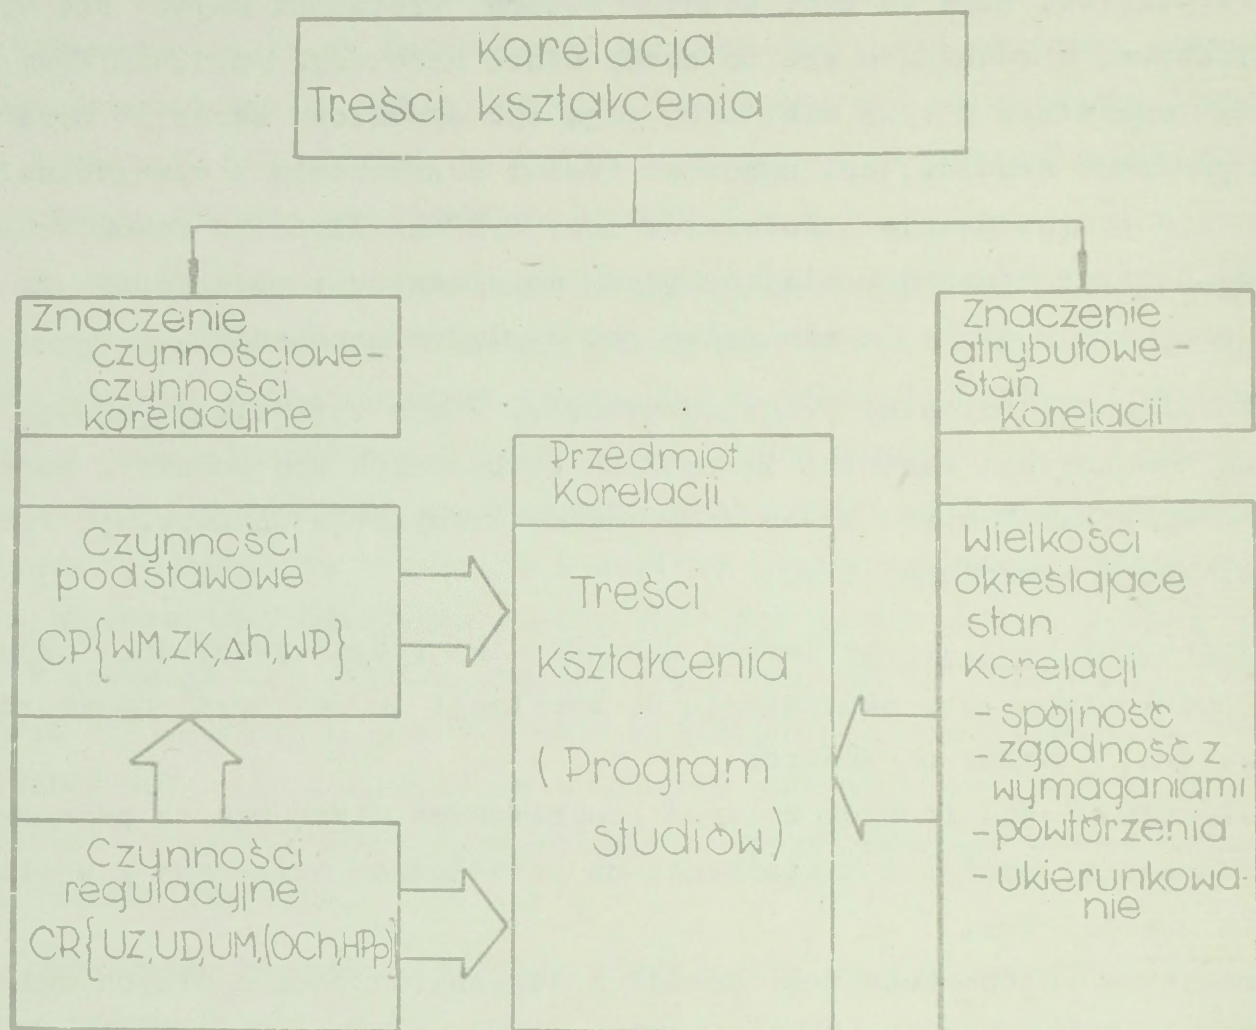 Korelacja
Treści kształcenia
Znaczenie
czynnościowe-
czynności
korelacyjne
Czynności
podstawowe
CP{WM,ZK,Δh,WP}
Czynności
regulacyjne
CR{UZ,UD,UM,(OCh,HPp)}
Przedmiot
Korelacji
Treści
kształcenia
(Program
studiów)
Znaczenie
atrybutowe-
Stan
Korelacji
Wielkości
określające
stan
Korelacji
- spójność
- zgodność z
wymaganiami
- powtórzenia
- ukierunkowa-
nie